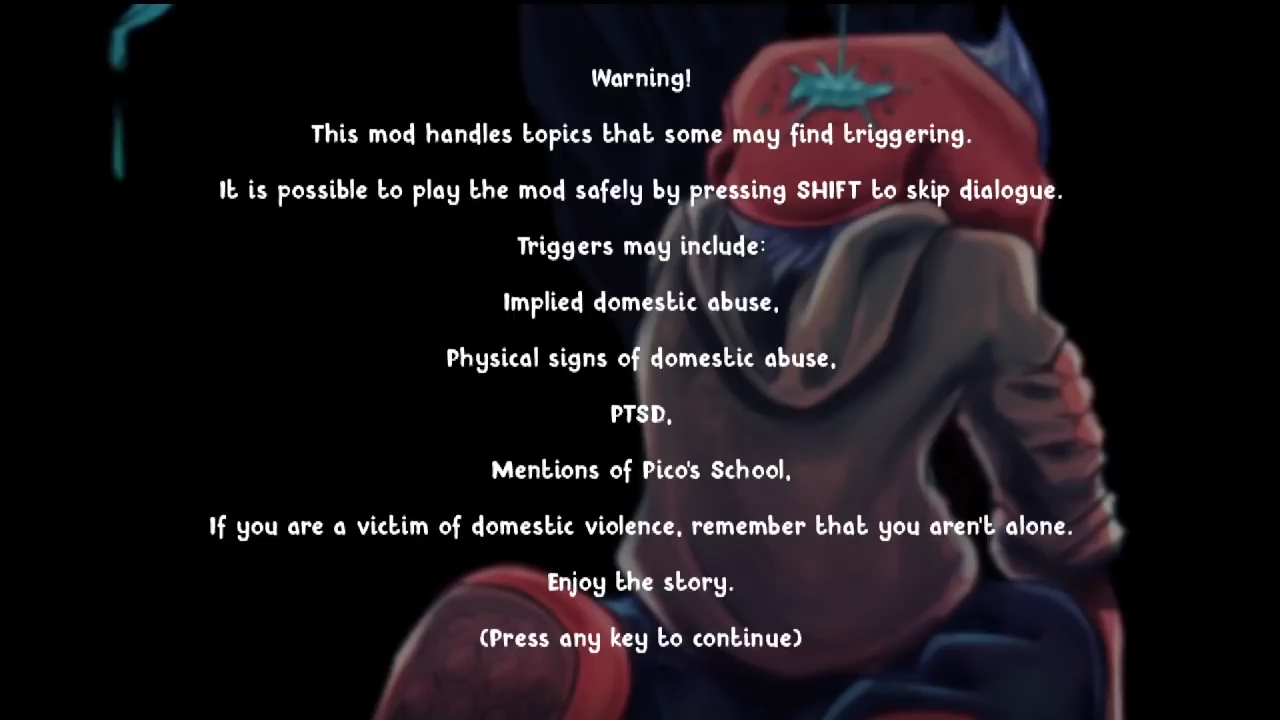 Warning!
This mod handles topics that some may find triggering.
It is possible to play the mod safely by pressing SHIFT to skip dialogue.
Triggers may include:
Implied domestic abuse,
Physical signs of domestic abuse,
PTSD,
Mentions of Pico's School,
If you are a victim of domestic violence, remember that you aren't alone.
Enjoy the story.
(Press any key to continue)